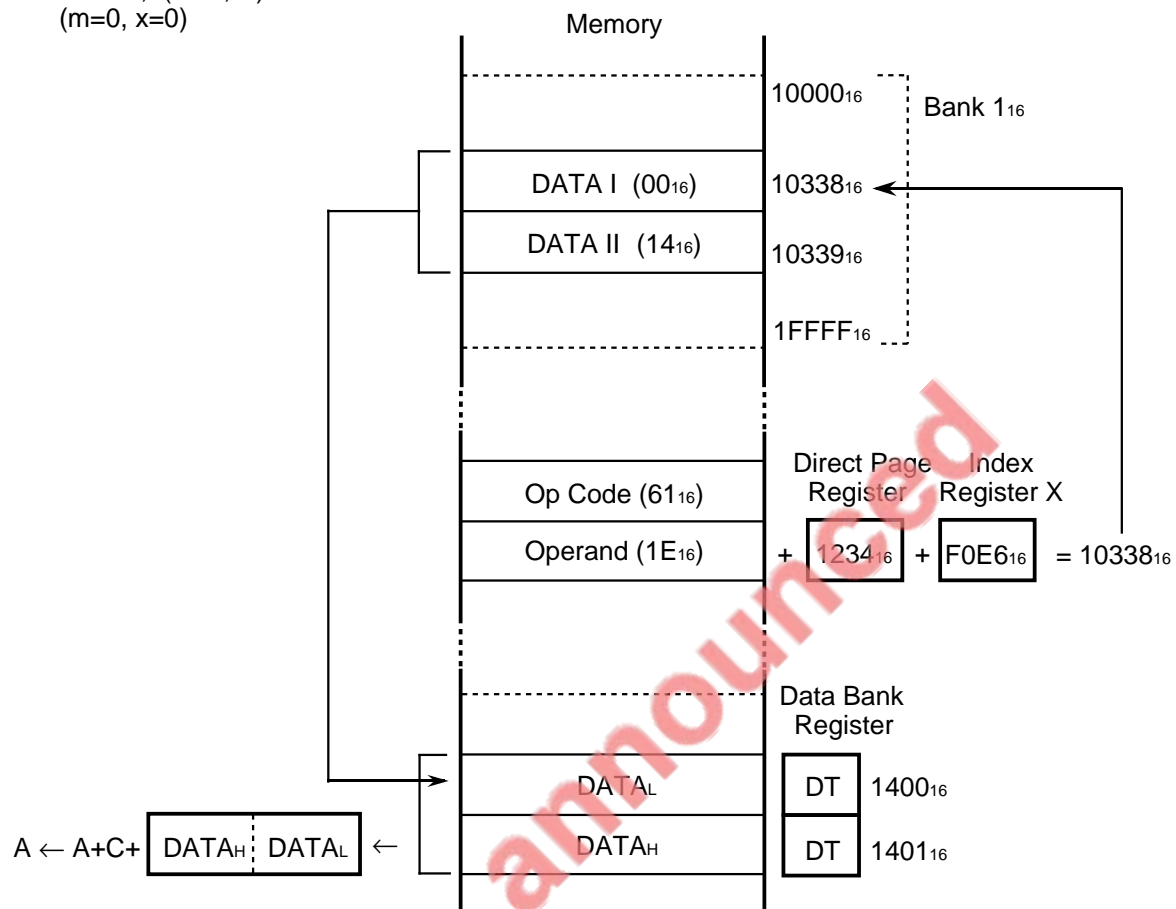 (m=0, x=0)
Memory
10000₁₆
Bank 1₁₆
DATA I (00₁₆)
10338₁₆
DATA II (14₁₆)
10339₁₆
1FFFF₁₆
Direct Page Register
Index Register X
Op Code (61₁₆)
Operand (1E₁₆)
+ 1234₁₆ + F0E6₁₆ = 10338₁₆
Data Bank Register
DATAL
DT 1400₁₆
A ← A+C+ DATAH DATAL ←
DATAH
DT 1401₁₆
announced